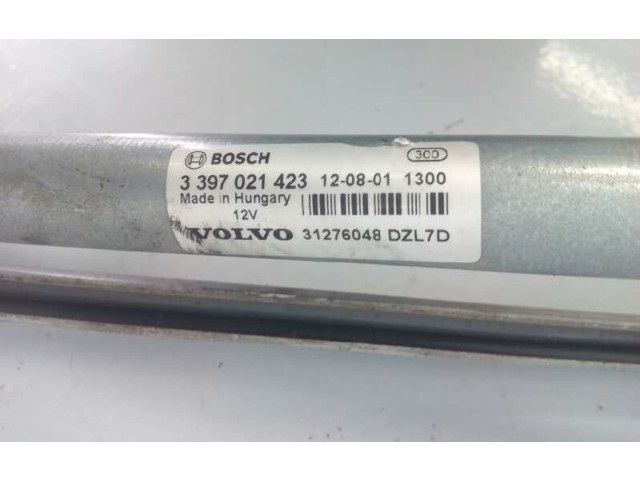 BOSCH 300
3 397 021 423 12-08-01 1300
Made in Hungary
12V
VOLVO 31276048 DZL7D